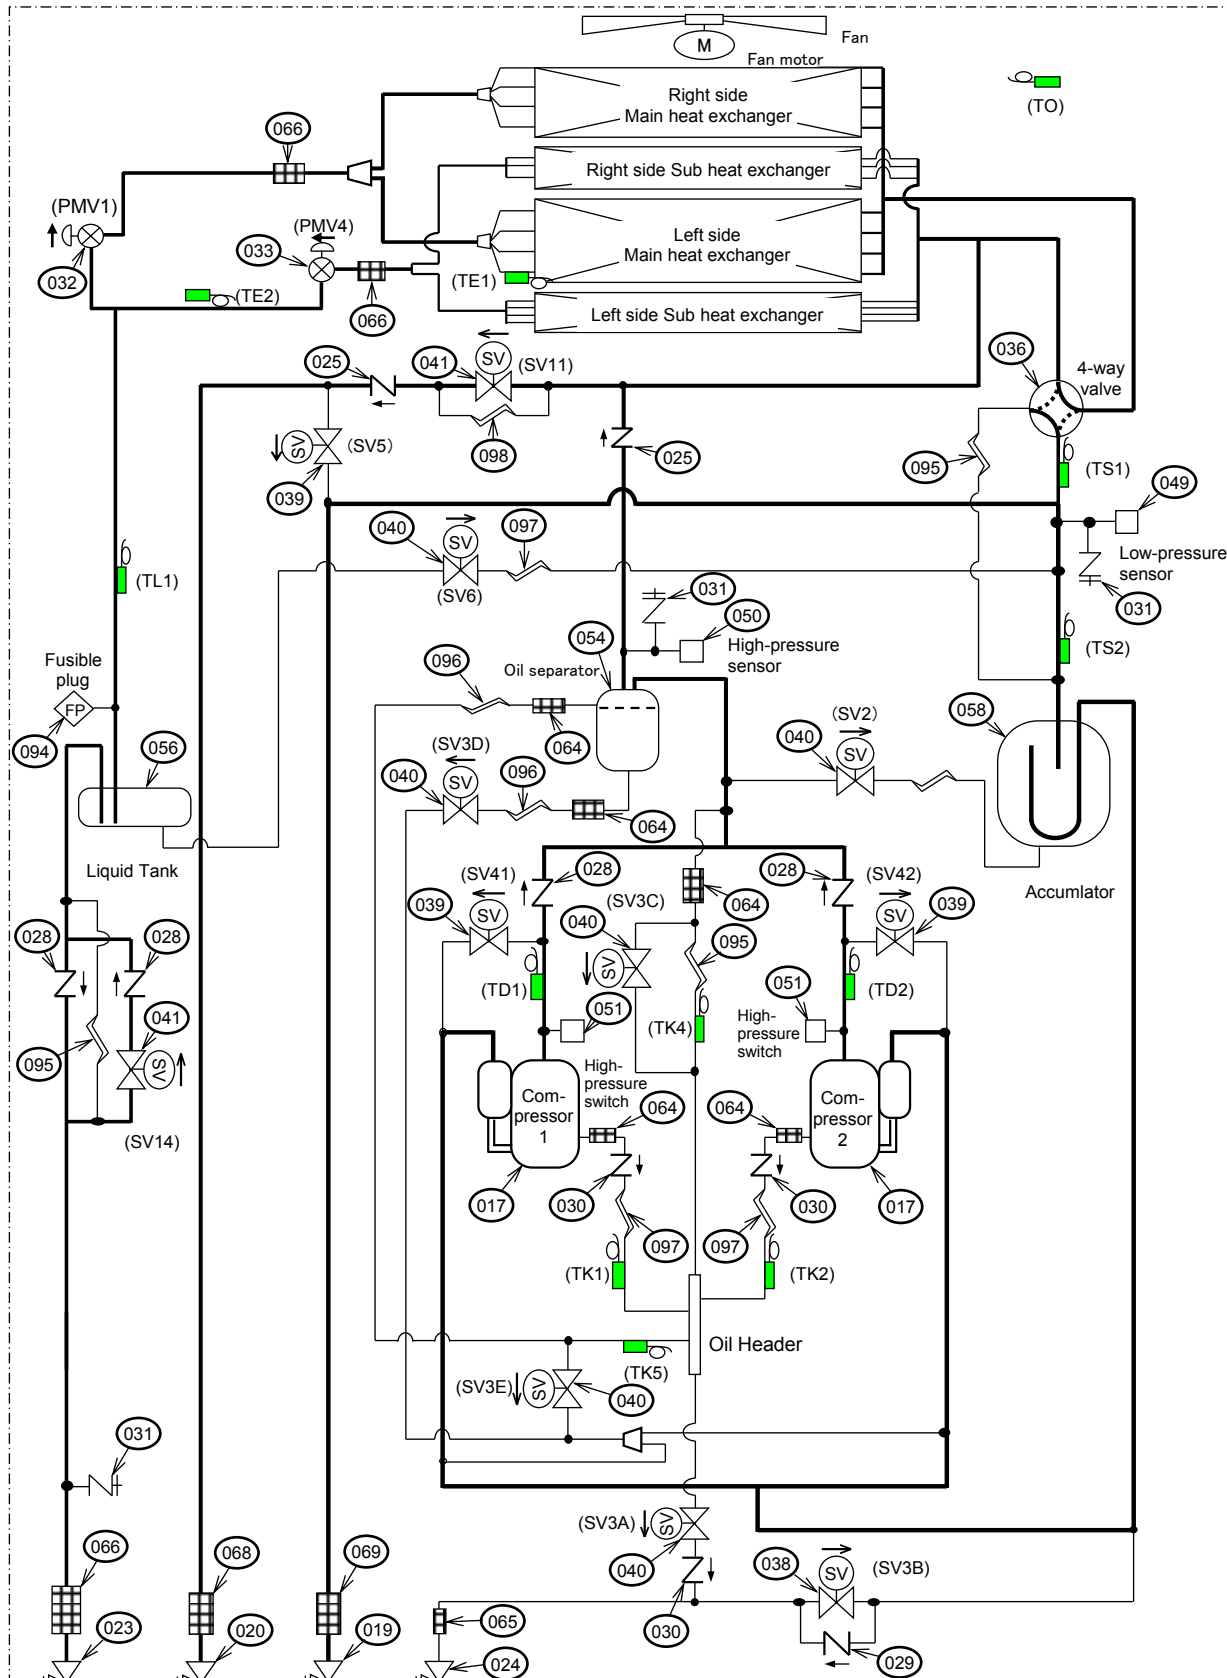 M
Fan
Fan motor
Right side
Main heat exchanger
(TO)
066
Right side Sub heat exchanger
(PMV1)
(PMV4)
033
Left side
Main heat exchanger
032
(TE1)
(TE2)
066
Left side Sub heat exchanger
025
041
SV
(SV11)
036
4-way
valve
SV
(SV5)
098
025
095
(TS1)
039
049
040
SV
097
Low-pressure
sensor
(TL1)
(SV6)
031
050
031
054
High-pressure
sensor
(TS2)
Fusible
plug
096
Oil separator
FP
094
056
064
(SV2)
058
(SV3D)
040
SV
040
SV
096
064
Liquid Tank
(SV41)
028
028
(SV42)
Accumlator
(SV3C)
064
039
SV
040
SV
039
028
028
095
SV
(TD1)
051
(TD2)
051
High-
pressure
switch
041
(TK4)
095
SV
High-
pressure
switch
Com-
pressor
1
064
064
Com-
pressor
2
(SV14)
017
030
030
017
097
097
(TK1)
(TK2)
Oil Header
(TK5)
(SV3E)
SV
040
031
(SV3A)
SV
066
068
069
040
038
SV
(SV3B)
065
030
023
020
019
024
029